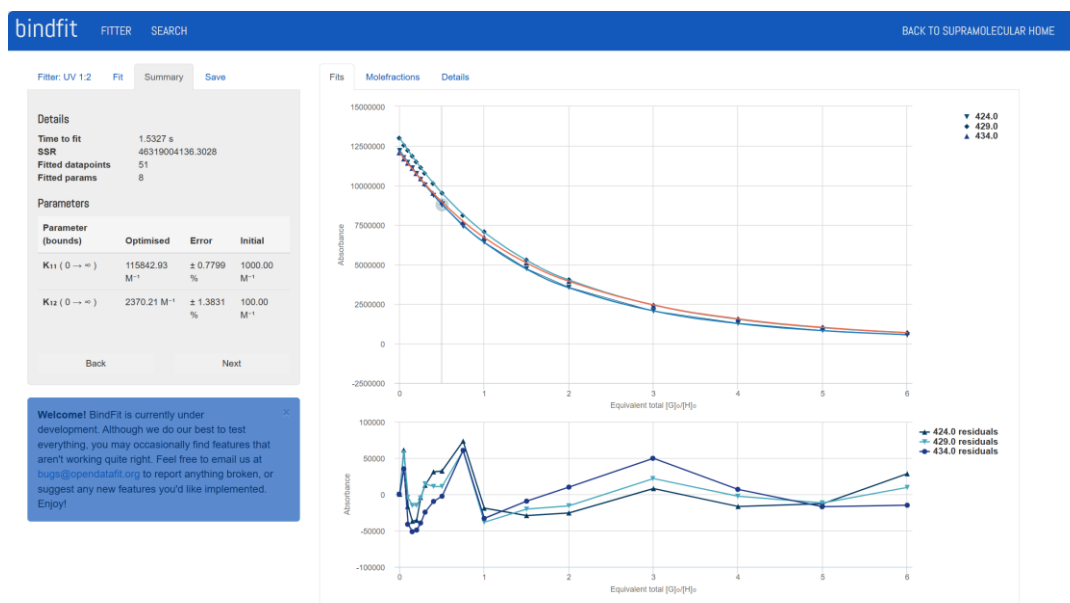 bindfit FITTER SEARCH BACK TO SUPRAMOLECULAR HOME
Fitter: UV 1:2 Fit Summary Save
Details
Time to fit 1.5327 s
SSR 46319004136.3028
Fitted datapoints 51
Fitted params 8
Parameters
Parameter
(bounds) Optimised Error Initial
K₁₁ ( 0 → ∞ ) 115842.93 ± 0.7799 1000.00
M⁻¹ % M⁻¹
K₁₂ ( 0 → ∞ ) 2370.21 M⁻¹ ± 1.3831 100.00
% M⁻¹
Back Next
Welcome! BindFit is currently under ×
development. Although we do our best to test
everything, you may occasionally find features that
aren't working quite right. Feel free to email us at
bugs@opendatafit.org to report anything broken, or
suggest any new features you'd like implemented.
Enjoy!
Fits Molefractions Details
15000000
12500000
10000000
7500000
5000000
2500000
0
-2500000
Absorbance
0 1 2 3 4 5 6
Equivalent total [G]₀/[H]₀
424.0
429.0
434.0
100000
50000
0
-50000
-100000
Absorbance
0 1 2 3 4 5 6
Equivalent total [G]₀/[H]₀
424.0 residuals
429.0 residuals
434.0 residuals